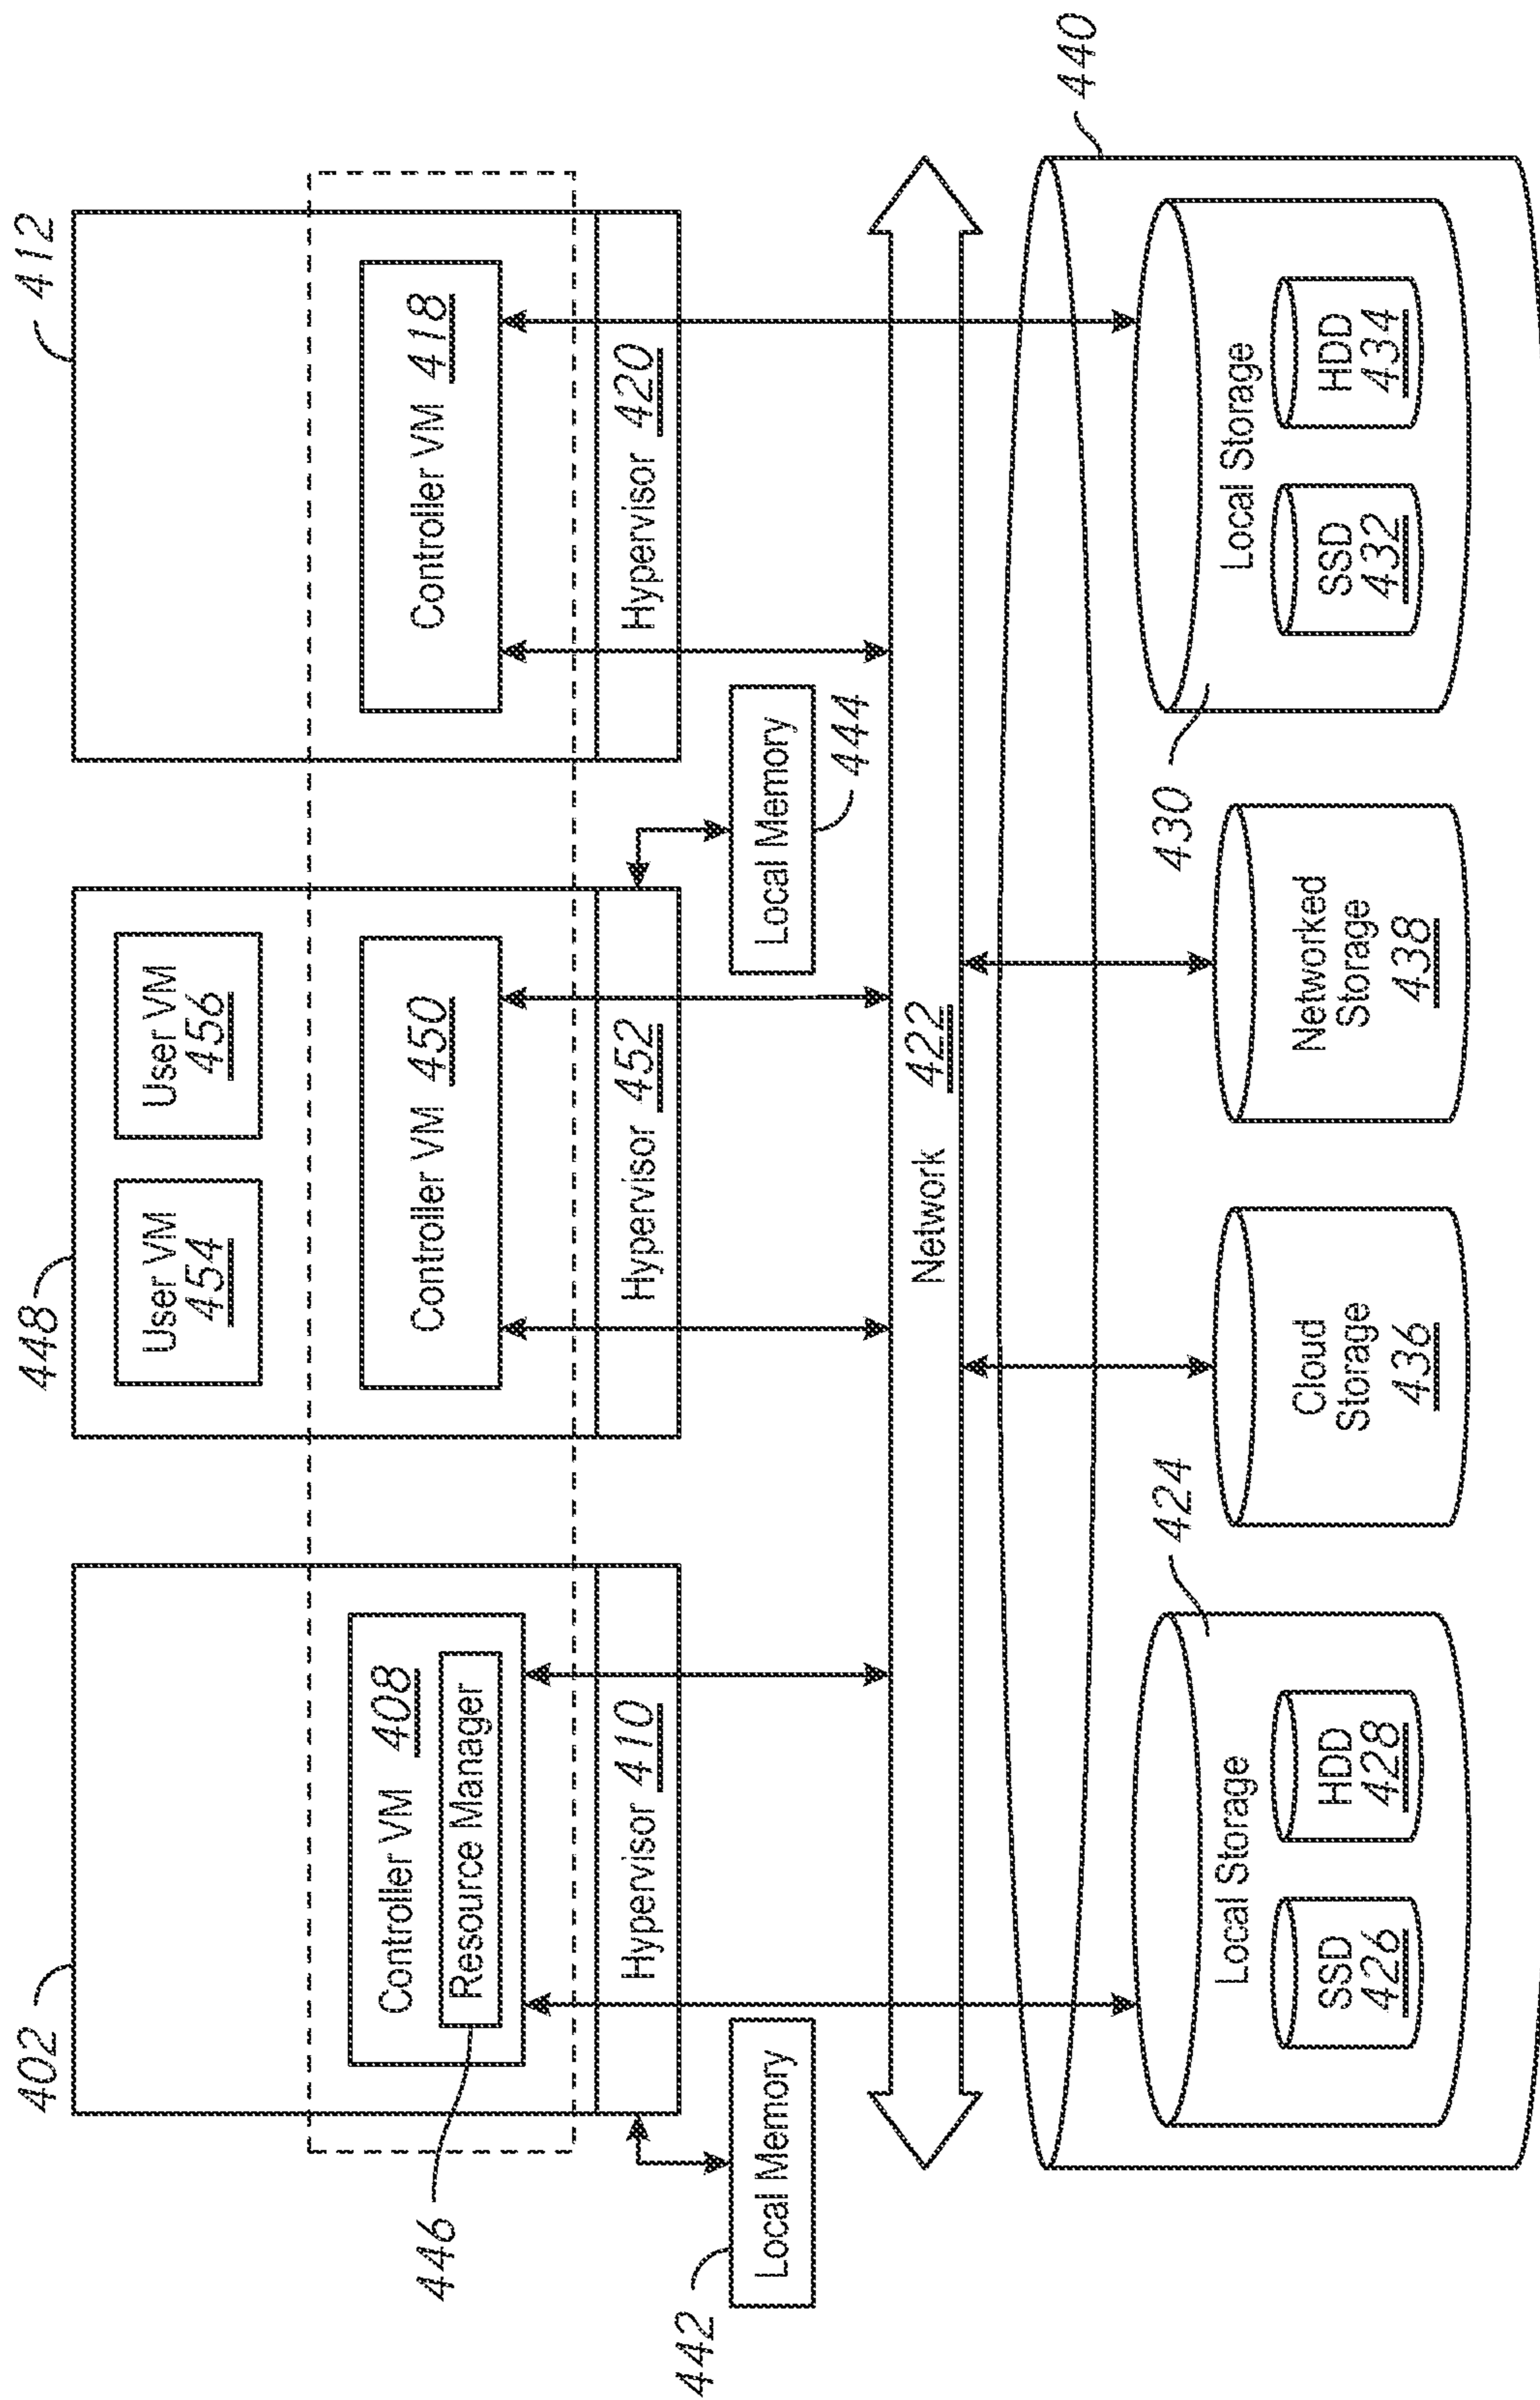 402
448
412
User VM
454
User VM
456
Controller VM 408
Resource Manager
446
Controller VM 450
Controller VM 418
Hypervisor 410
Hypervisor 452
Hypervisor 420
442
Local Memory
Local Memory
444
Network 422
440
424
430
Local Storage
SSD
426
HDD
428
Cloud
Storage
436
Networked
Storage
438
Local Storage
SSD
432
HDD
434